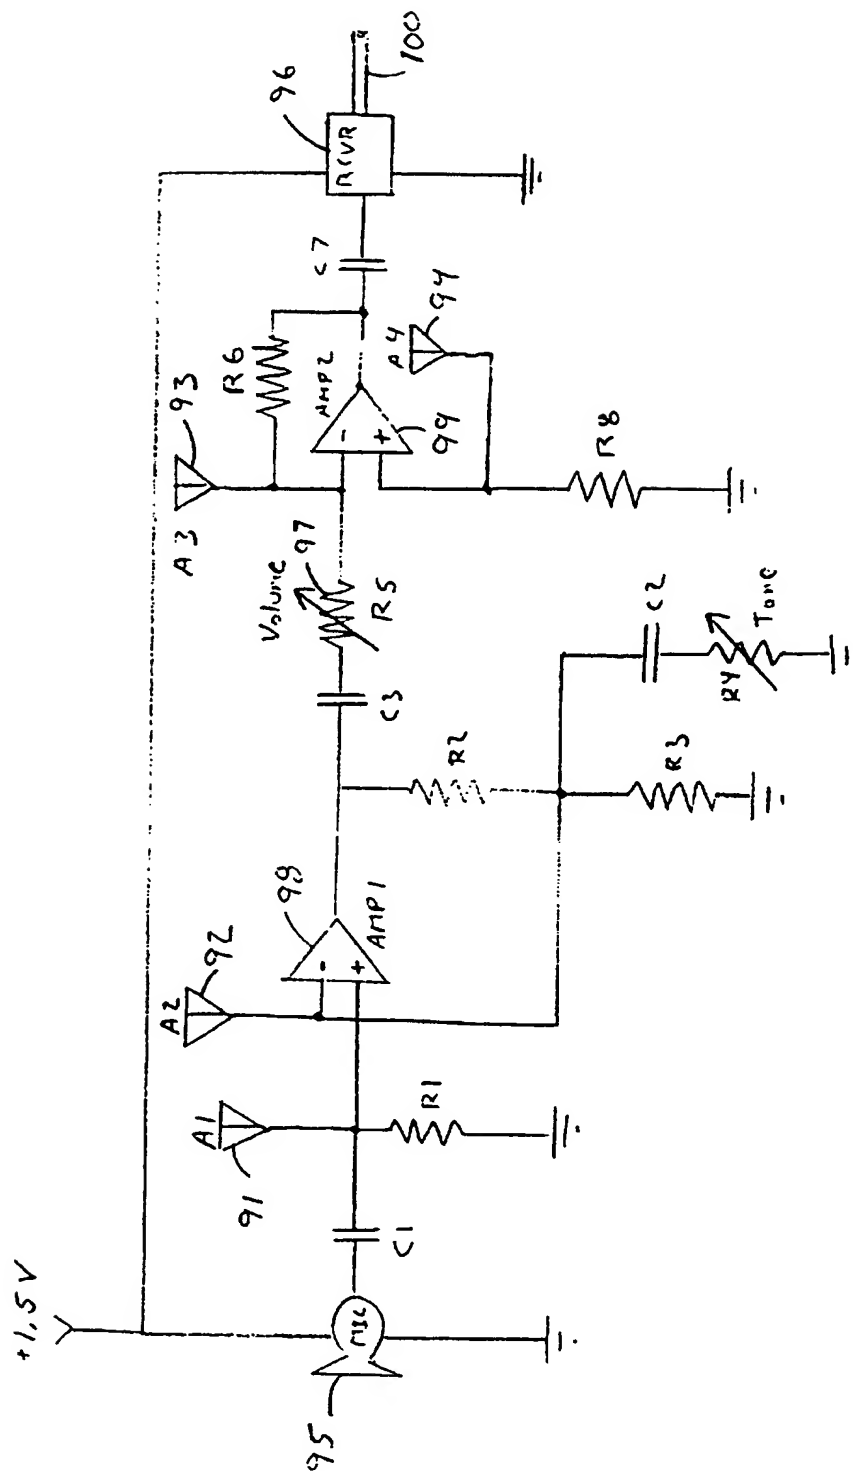 +1,5V
95
MIC
C1
91
A1
R1
A2
92
98
AMP1
R2
R3
C2
R4
Tone
C3
Volume
97
R5
A3
93
R6
AMP2
99
A4
94
R8
C7
96
RCVR
100